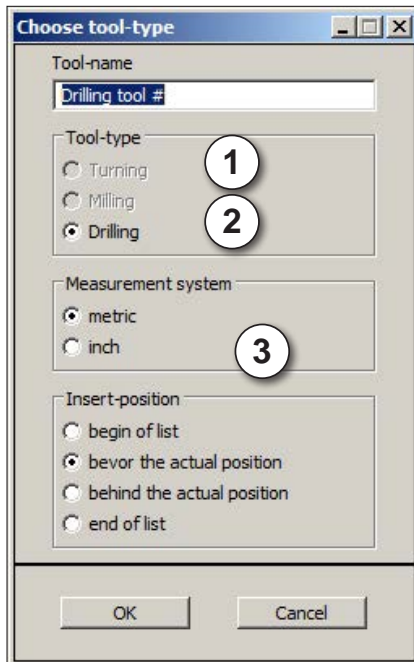 Choose tool-type
Tool-name
Drilling tool #
Tool-type
Turning
1
Milling
2
Drilling
Measurement system
metric
inch
3
Insert-position
begin of list
bevor the actual position
behind the actual position
end of list
OK Cancel